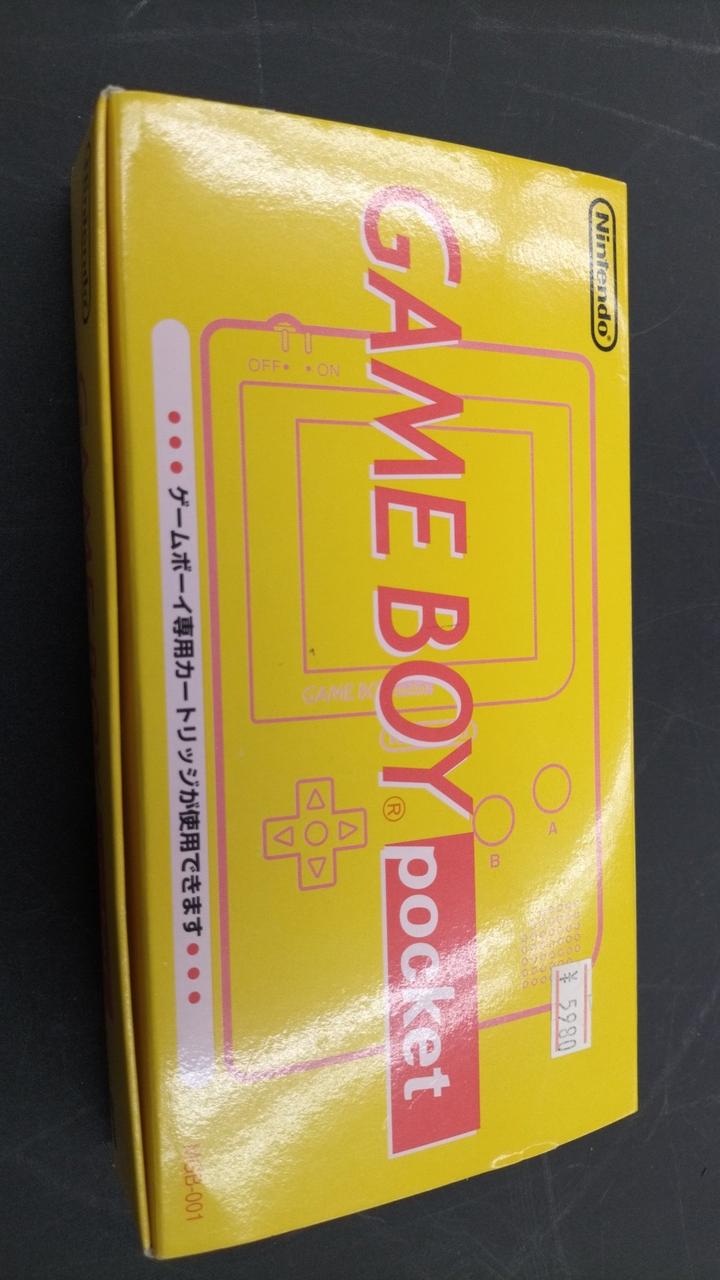 Nintendo®
GAME BOY® pocket
OFF• •ON
GAME BOY
B
A
¥ 5980
•••ゲームボーイ専用カートリッジが使用できます•••
MGB-001
Nintendo